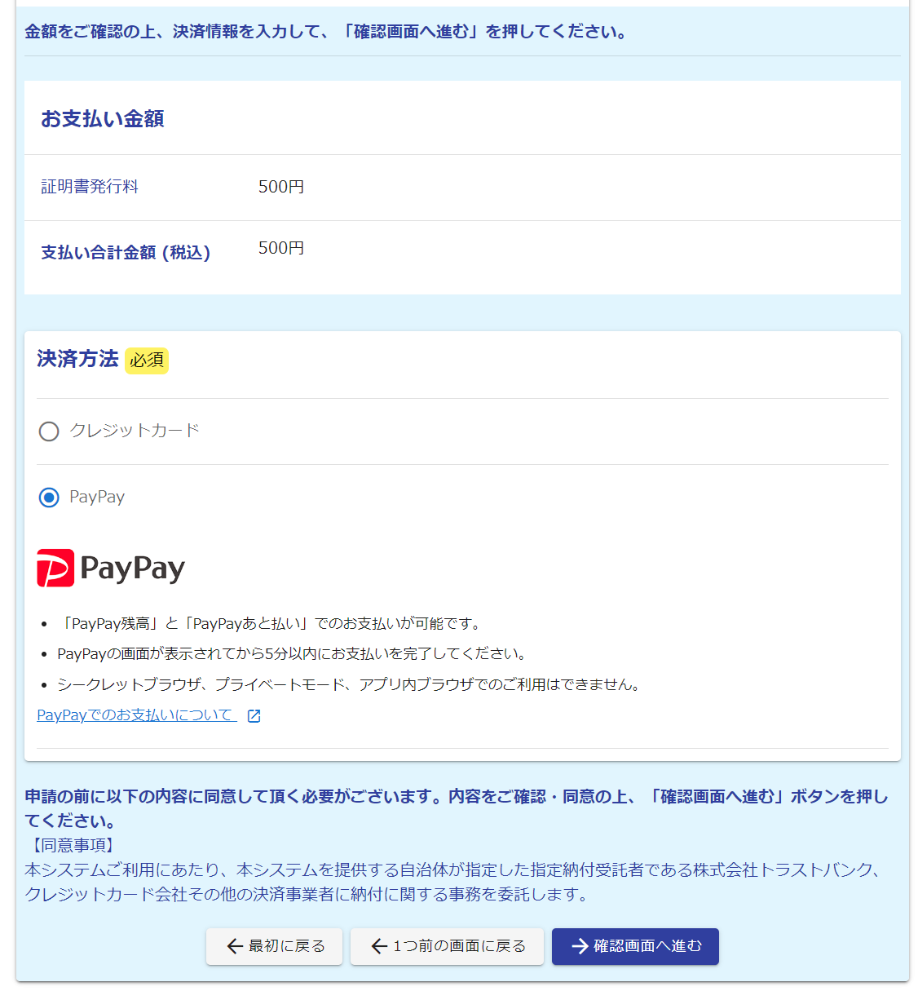 金額をご確認の上、決済情報を入力して、「確認画面へ進む」を押してください。
お支払い金額
証明書発行料 500円
支払い合計金額 (税込) 500円
決済方法 必須
クレジットカード
PayPay
PayPay
「PayPay残高」と「PayPayあと払い」でのお支払いが可能です。
PayPayの画面が表示されてから5分以内にお支払いを完了してください。
シークレットブラウザ、プライベートモード、アプリ内ブラウザでのご利用はできません。
PayPayでのお支払いについて
申請の前に以下の内容に同意して頂く必要がございます。内容をご確認・同意の上、「確認画面へ進む」ボタンを押し
てください。
【同意事項】
本システムご利用にあたり、本システムを提供する自治体が指定した指定納付受託者である株式会社トラストバンク、
クレジットカード会社その他の決済事業者に納付に関する事務を委託します。
←最初に戻る ←1つ前の画面に戻る →確認画面へ進む